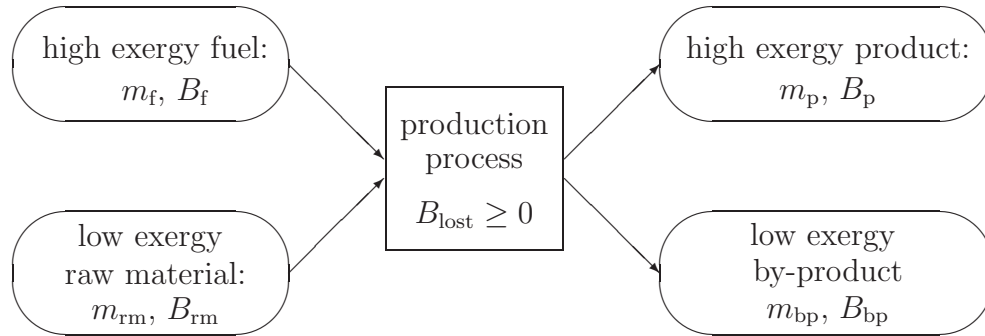 high exergy fuel:
m_f, B_f
low exergy
raw material:
m_rm, B_rm
production
process
B_lost ≥ 0
high exergy product:
m_p, B_p
low exergy
by-product
m_bp, B_bp